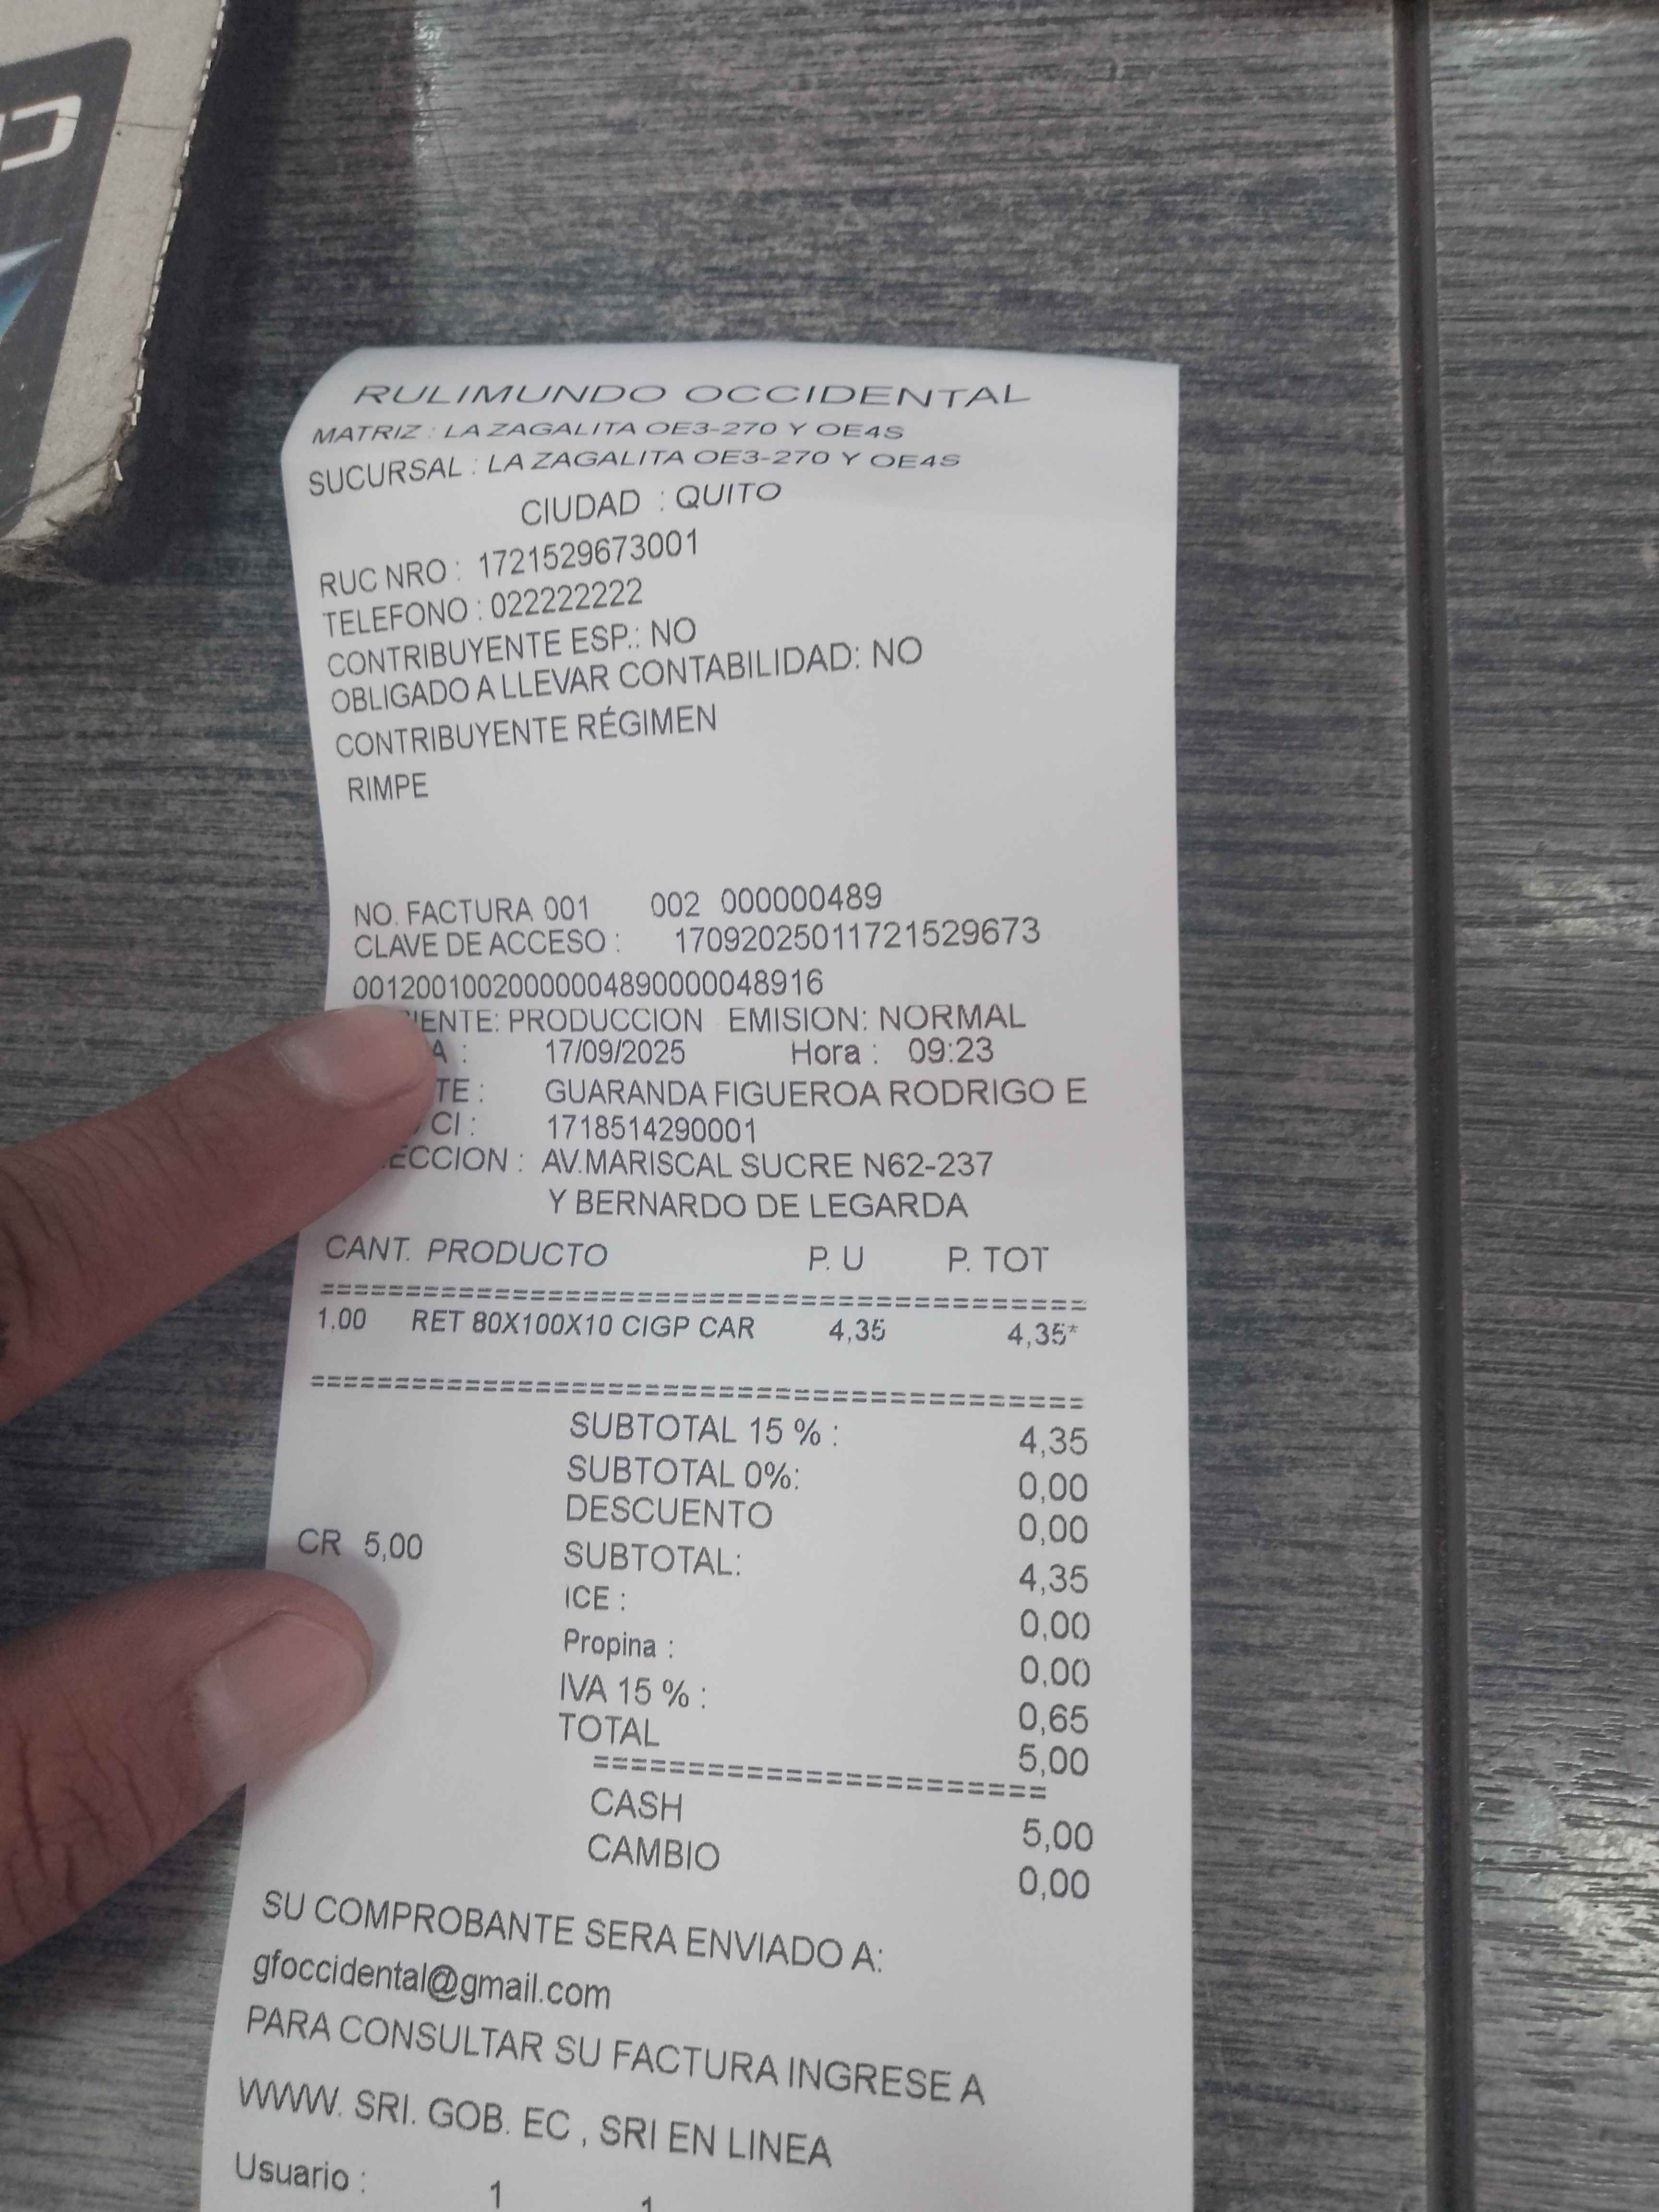 RULIMUNDO OCCIDENTAL
MATRIZ : LA ZAGALITA OE3-270 Y OE4S
SUCURSAL : LA ZAGALITA OE3-270 Y OE4S
CIUDAD : QUITO
RUC NRO : 1721529673001
TELEFONO : 022222222
CONTRIBUYENTE ESP.: NO
OBLIGADO A LLEVAR CONTABILIDAD: NO
CONTRIBUYENTE RÉGIMEN
RIMPE
NO. FACTURA 001 002 000000489
CLAVE DE ACCESO : 17092025011721529673
00120010020000004890000048916
IENTE: PRODUCCION EMISION: NORMAL
A : 17/09/2025 Hora : 09:23
TE : GUARANDA FIGUEROA RODRIGO E
CI : 1718514290001
ECCION : AV.MARISCAL SUCRE N62-237
Y BERNARDO DE LEGARDA
CANT. PRODUCTO P. U P. TOT
==========================================
1.00 RET 80X100X10 CIGP CAR 4,35 4,35*
==========================================
SUBTOTAL 15 % : 4,35
SUBTOTAL 0%: 0,00
DESCUENTO 0,00
CR 5,00 SUBTOTAL: 4,35
ICE : 0,00
Propina : 0,00
IVA 15 % : 0,65
TOTAL 5,00
=======================
CASH 5,00
CAMBIO 0,00
SU COMPROBANTE SERA ENVIADO A:
gfoccidental@gmail.com
PARA CONSULTAR SU FACTURA INGRESE A
WWW. SRI. GOB. EC , SRI EN LINEA
Usuario : 1 1